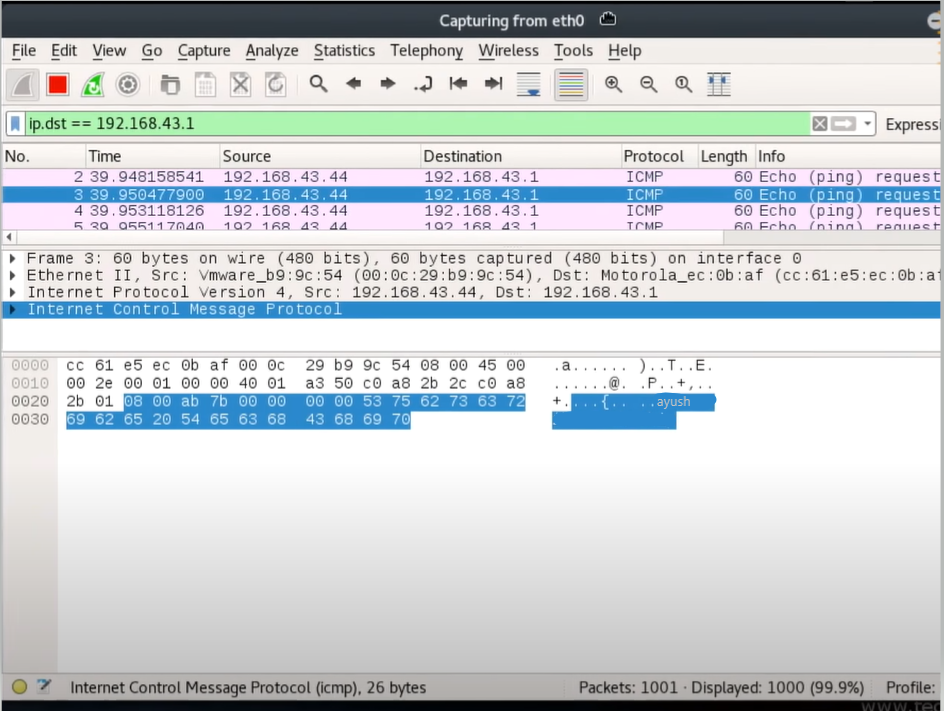 Capturing from eth0
File Edit View Go Capture Analyze Statistics Telephony Wireless Tools Help
ip.dst == 192.168.43.1 Expressi
No. Time Source Destination Protocol Length Info
2 39.948158541 192.168.43.44 192.168.43.1 ICMP 60 Echo (ping) request
3 39.950477900 192.168.43.44 192.168.43.1 ICMP 60 Echo (ping) request
4 39.953118126 192.168.43.44 192.168.43.1 ICMP 60 Echo (ping) request
5 39.955117040 192.168.43.44 192.168.43.1 ICMP 60 Echo (ping) request
Frame 3: 60 bytes on wire (480 bits), 60 bytes captured (480 bits) on interface 0
Ethernet II, Src: Vmware_b9:9c:54 (00:0c:29:b9:9c:54), Dst: Motorola_ec:0b:af (cc:61:e5:ec:0b:af
Internet Protocol Version 4, Src: 192.168.43.44, Dst: 192.168.43.1
Internet Control Message Protocol
0000 cc 61 e5 ec 0b af 00 0c 29 b9 9c 54 08 00 45 00 .a...... )..T..E.
0010 00 2e 00 01 00 00 40 01 a3 50 c0 a8 2b 2c c0 a8 ......@. .P..+,..
0020 2b 01 08 00 ab 7b 00 00 00 00 53 75 62 73 63 72 +....{.. ..ayush
0030 69 62 65 20 54 65 63 68 43 68 69 70
Internet Control Message Protocol (icmp), 26 bytes Packets: 1001 · Displayed: 1000 (99.9%) Profile:
www.tec